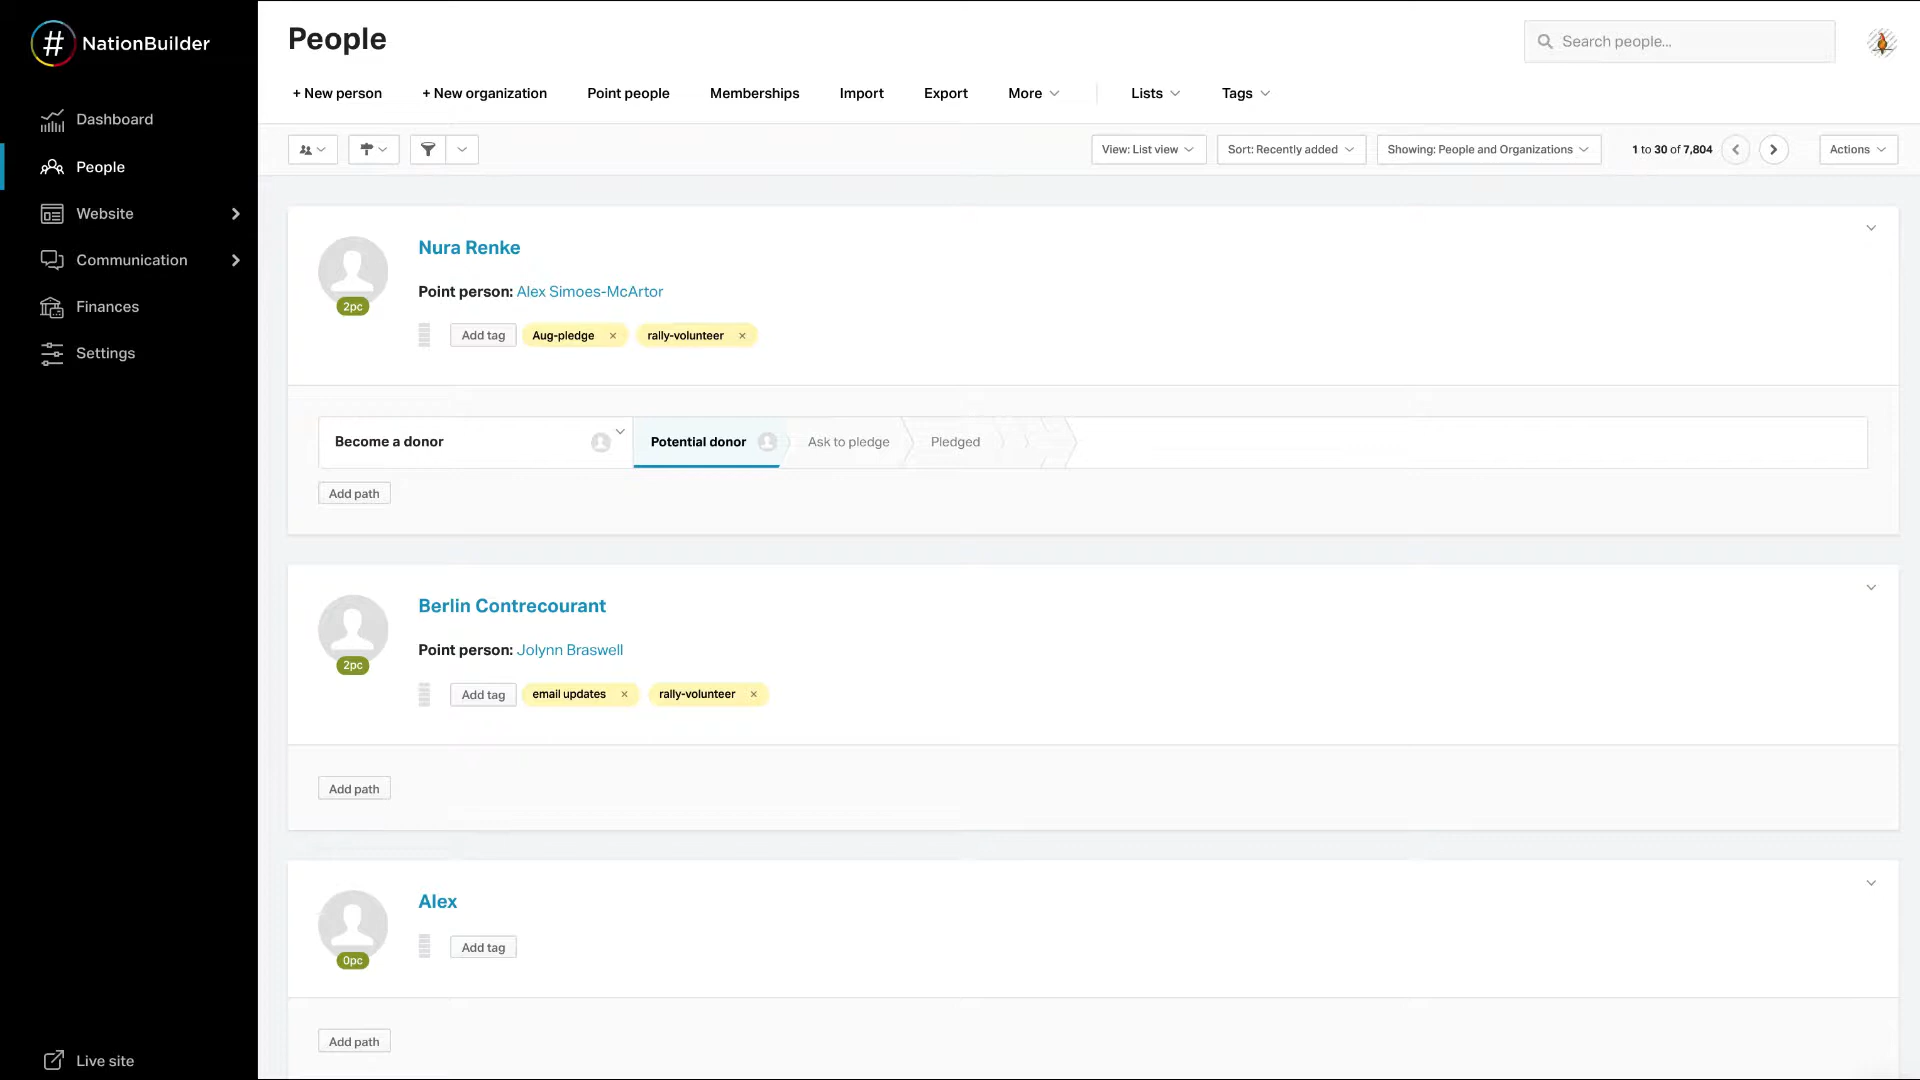 # NationBuilder
Dashboard
People
Website
Communication
Finances
Settings
Live site
People
Search people...
+ New person
+ New organization
Point people
Memberships
Import
Export
More
Lists
Tags
View: List view
Sort: Recently added
Showing: People and Organizations
1 to 30 of 7,804
Actions
Nura Renke
2pc
Point person: Alex Simoes-McArtor
Add tag
Aug-pledge ×
rally-volunteer ×
Become a donor
Potential donor
Ask to pledge
Pledged
Add path
Berlin Contrecourant
2pc
Point person: Jolynn Braswell
Add tag
email updates ×
rally-volunteer ×
Add path
Alex
0pc
Add tag
Add path